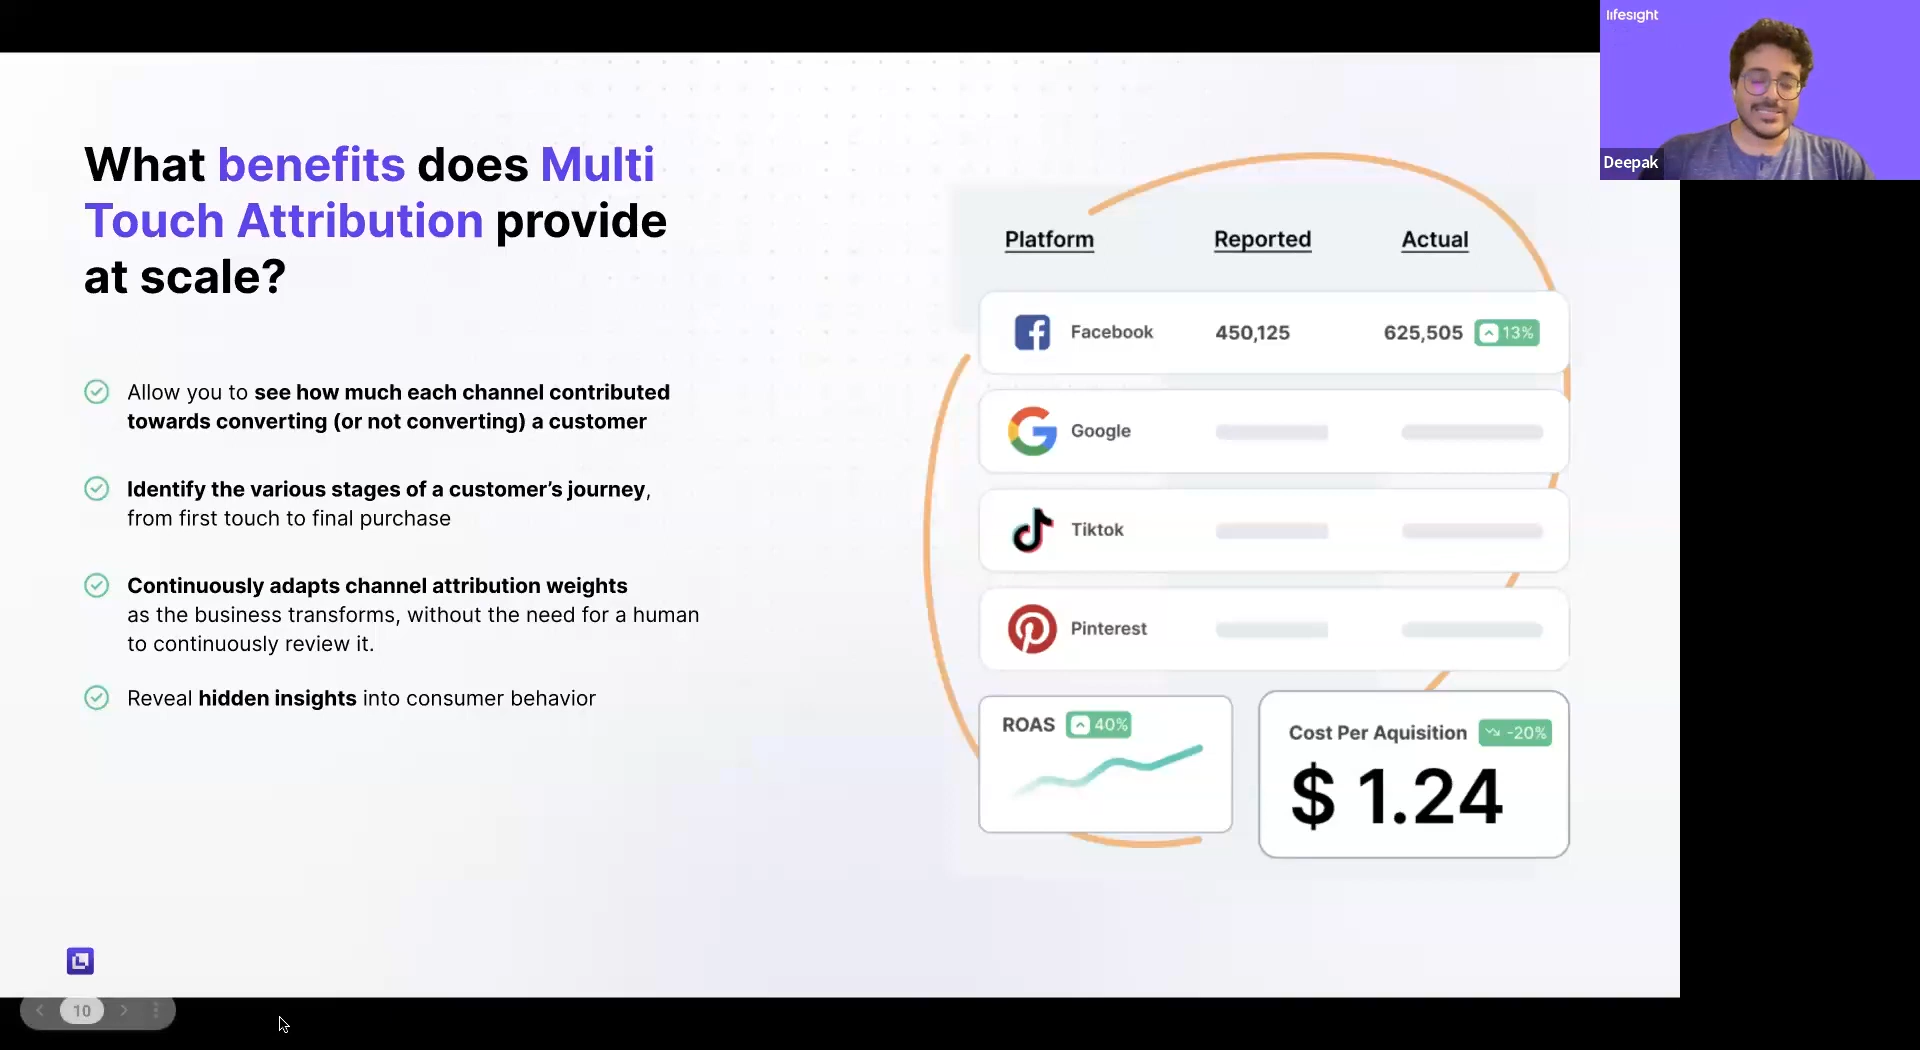 lifesight
Deepak
What benefits does Multi
Touch Attribution provide
at scale?
Allow you to see how much each channel contributed
towards converting (or not converting) a customer
Identify the various stages of a customer’s journey,
from first touch to final purchase
Continuously adapts channel attribution weights
as the business transforms, without the need for a human
to continuously review it.
Reveal hidden insights into consumer behavior
Platform Reported Actual
Facebook 450,125 625,505 13%
Google
Tiktok
Pinterest
ROAS 40%
Cost Per Aquisition -20%
$ 1.24
10